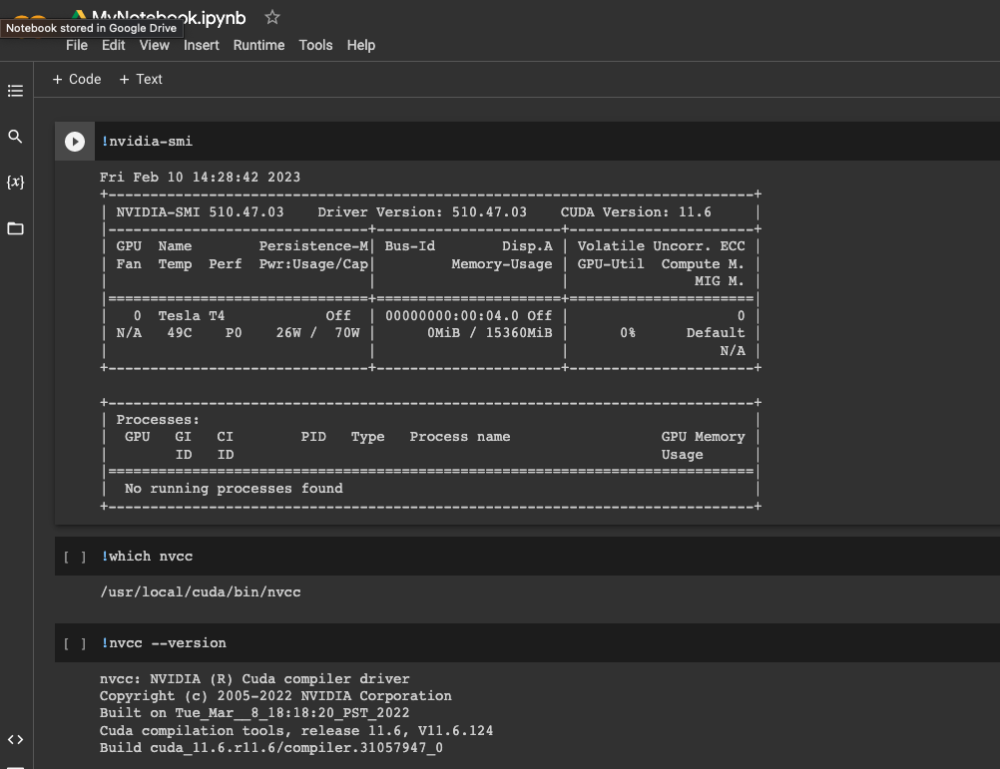 MyNotebook.ipynb
Notebook stored in Google Drive
File Edit View Insert Runtime Tools Help
+ Code + Text
{x}
!nvidia-smi
Fri Feb 10 14:28:42 2023
+-----------------------------------------------------------------------------+
| NVIDIA-SMI 510.47.03    Driver Version: 510.47.03    CUDA Version: 11.6     |
|-------------------------------+----------------------+----------------------+
| GPU  Name        Persistence-M| Bus-Id        Disp.A | Volatile Uncorr. ECC |
| Fan  Temp  Perf  Pwr:Usage/Cap|         Memory-Usage | GPU-Util  Compute M. |
|                               |                      |               MIG M. |
|===============================+======================+======================|
|   0  Tesla T4            Off  | 00000000:00:04.0 Off |                    0 |
| N/A   49C    P0    26W /  70W |      0MiB / 15360MiB |      0%      Default |
|                               |                      |                  N/A |
+-------------------------------+----------------------+----------------------+
+-----------------------------------------------------------------------------+
| Processes:                                                                  |
|  GPU   GI   CI        PID   Type   Process name                  GPU Memory |
|        ID   ID                                                   Usage      |
|=============================================================================|
|  No running processes found                                                 |
+-----------------------------------------------------------------------------+
[ ] !which nvcc
/usr/local/cuda/bin/nvcc
[ ] !nvcc --version
nvcc: NVIDIA (R) Cuda compiler driver
Copyright (c) 2005-2022 NVIDIA Corporation
Built on Tue_Mar__8_18:18:20_PST_2022
Cuda compilation tools, release 11.6, V11.6.124
Build cuda_11.6.r11.6/compiler.31057947_0